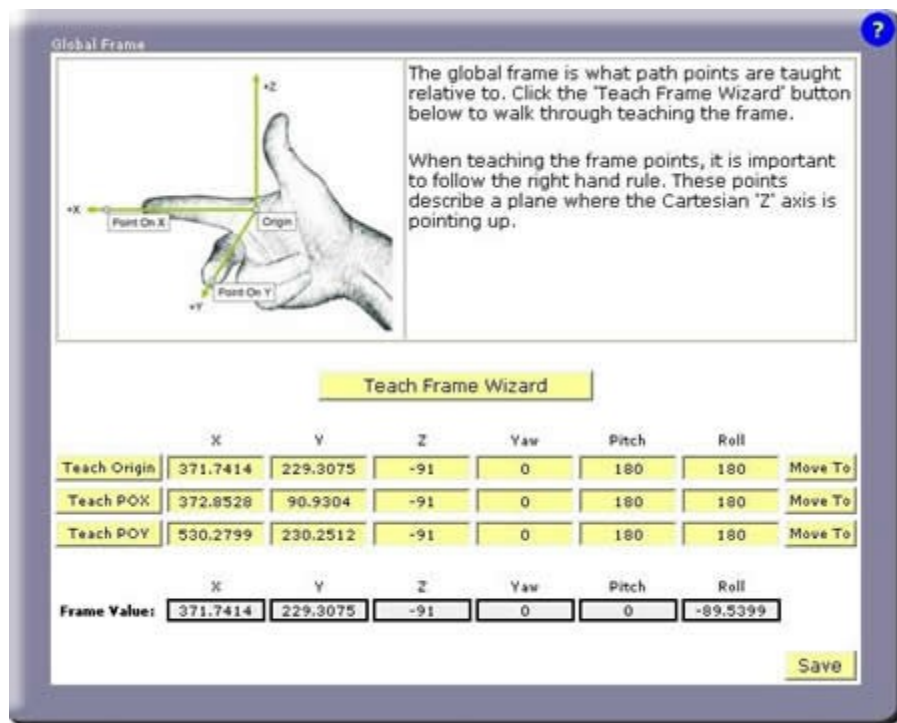 ?
Global Frame
The global frame is what path points are taught
relative to. Click the 'Teach Frame Wizard' button
below to walk through teaching the frame.
When teaching the frame points, it is important
to follow the right hand rule. These points
describe a plane where the Cartesian 'Z' axis is
pointing up.
+Z
+X
Point On X
Origin
Point On Y
+Y
Teach Frame Wizard
X Y Z Yaw Pitch Roll
Teach Origin 371.7414 229.3075 -91 0 180 180 Move To
Teach POX 372.8528 90.9304 -91 0 180 180 Move To
Teach POY 530.2799 230.2512 -91 0 180 180 Move To
X Y Z Yaw Pitch Roll
Frame Value: 371.7414 229.3075 -91 0 0 -89.5399
Save